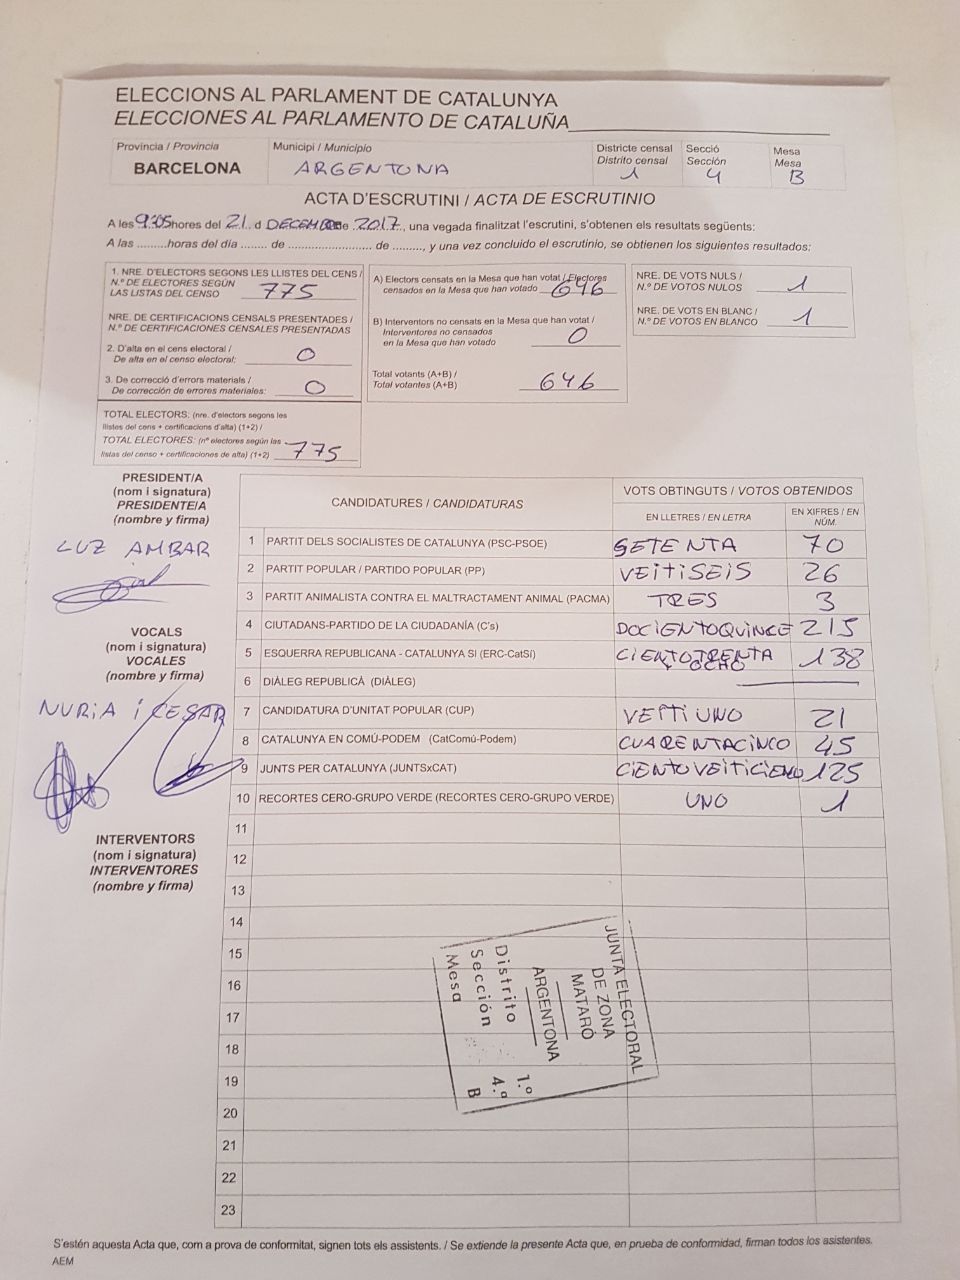 ELECCIONS AL PARLAMENT DE CATALUNYA
ELECCIONES AL PARLAMENTO DE CATALUÑA
Provincia / Provincia
BARCELONA
Municipi / Municipio
ARGENTONA
Districte censal
Distrito censal
1
Secció
Sección
4
Mesa
Mesa
B
ACTA D'ESCRUTINI / ACTA DE ESCRUTINIO
A les 9:05 hores del 21 d DECEMBRE de 2017, una vegada finalitzat l'escrutini, s'obtenen els resultats següents:
A las .........horas del día ........ de ......................... de ........., y una vez concluido el escrutinio, se obtienen los siguientes resultados:
1. NRE. D'ELECTORS SEGONS LES LLISTES DEL CENS /
N.º DE ELECTORES SEGÚN
LAS LISTAS DEL CENSO 775
NRE. DE CERTIFICACIONS CENSALS PRESENTADES /
N.º DE CERTIFICACIONES CENSALES PRESENTADAS
2. D'alta en el cens electoral /
De alta en el censo electoral: 0
3. De correcció d'errors materials /
De corrección de errores materiales: 0
TOTAL ELECTORS: (nre. d'electors segons les
llistes del cens + certificacions d'alta) (1+2) /
TOTAL ELECTORES: (nº electores según las
listas del censo + certificaciones de alta) (1+2) 775
A) Electors censats en la Mesa que han votat / Electores
censados en la Mesa que han votado 646
B) Interventors no censats en la Mesa que han votat /
Interventores no censados
en la Mesa que han votado 0
Total votants (A+B) /
Total votantes (A+B) 646
NRE. DE VOTS NULS /
N.º DE VOTOS NULOS 1
NRE. DE VOTS EN BLANC /
N.º DE VOTOS EN BLANCO 1
PRESIDENT/A
(nom i signatura)
PRESIDENTE/A
(nombre y firma)
LUZ AMBAR
VOCALS
(nom i signatura)
VOCALES
(nombre y firma)
NURIA i CESAR
INTERVENTORS
(nom i signatura)
INTERVENTORES
(nombre y firma)
CANDIDATURES / CANDIDATURAS
VOTS OBTINGUTS / VOTOS OBTENIDOS
EN LLETRES / EN LETRA
EN XIFRES / EN
NÚM.
1 PARTIT DELS SOCIALISTES DE CATALUNYA (PSC-PSOE) SETENTA 70
2 PARTIT POPULAR / PARTIDO POPULAR (PP) VEITISEIS 26
3 PARTIT ANIMALISTA CONTRA EL MALTRACTAMENT ANIMAL (PACMA) TRES 3
4 CIUTADANS-PARTIDO DE LA CIUDADANÍA (C's) DOCIENTOQUINCE 215
5 ESQUERRA REPUBLICANA - CATALUNYA SÍ (ERC-CatSí) CIENTOTRENTA Y OCHO 138
6 DIÀLEG REPUBLICÀ (DIÀLEG)
7 CANDIDATURA D'UNITAT POPULAR (CUP) VEITIUNO 21
8 CATALUNYA EN COMÚ-PODEM (CatComú-Podem) CUARENTACINCO 45
9 JUNTS PER CATALUNYA (JUNTSxCAT) 125
10 RECORTES CERO-GRUPO VERDE (RECORTES CERO-GRUPO VERDE) UNO 1
11
12
13
14
15
16
17
18
19
20
21
22
23
JUNTA ELECTORAL
DE ZONA
MATARÓ
ARGENTONA
Distrito 1.º
Sección 4.ª
Mesa B
S'estén aquesta Acta que, com a prova de conformitat, signen tots els assistents. / Se extiende la presente Acta que, en prueba de conformidad, firman todos los asistentes.
AEM